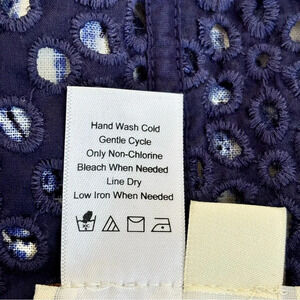 Hand Wash Cold
Gentle Cycle
Only Non-Chlorine
Bleach When Needed
Line Dry
Low Iron When Needed